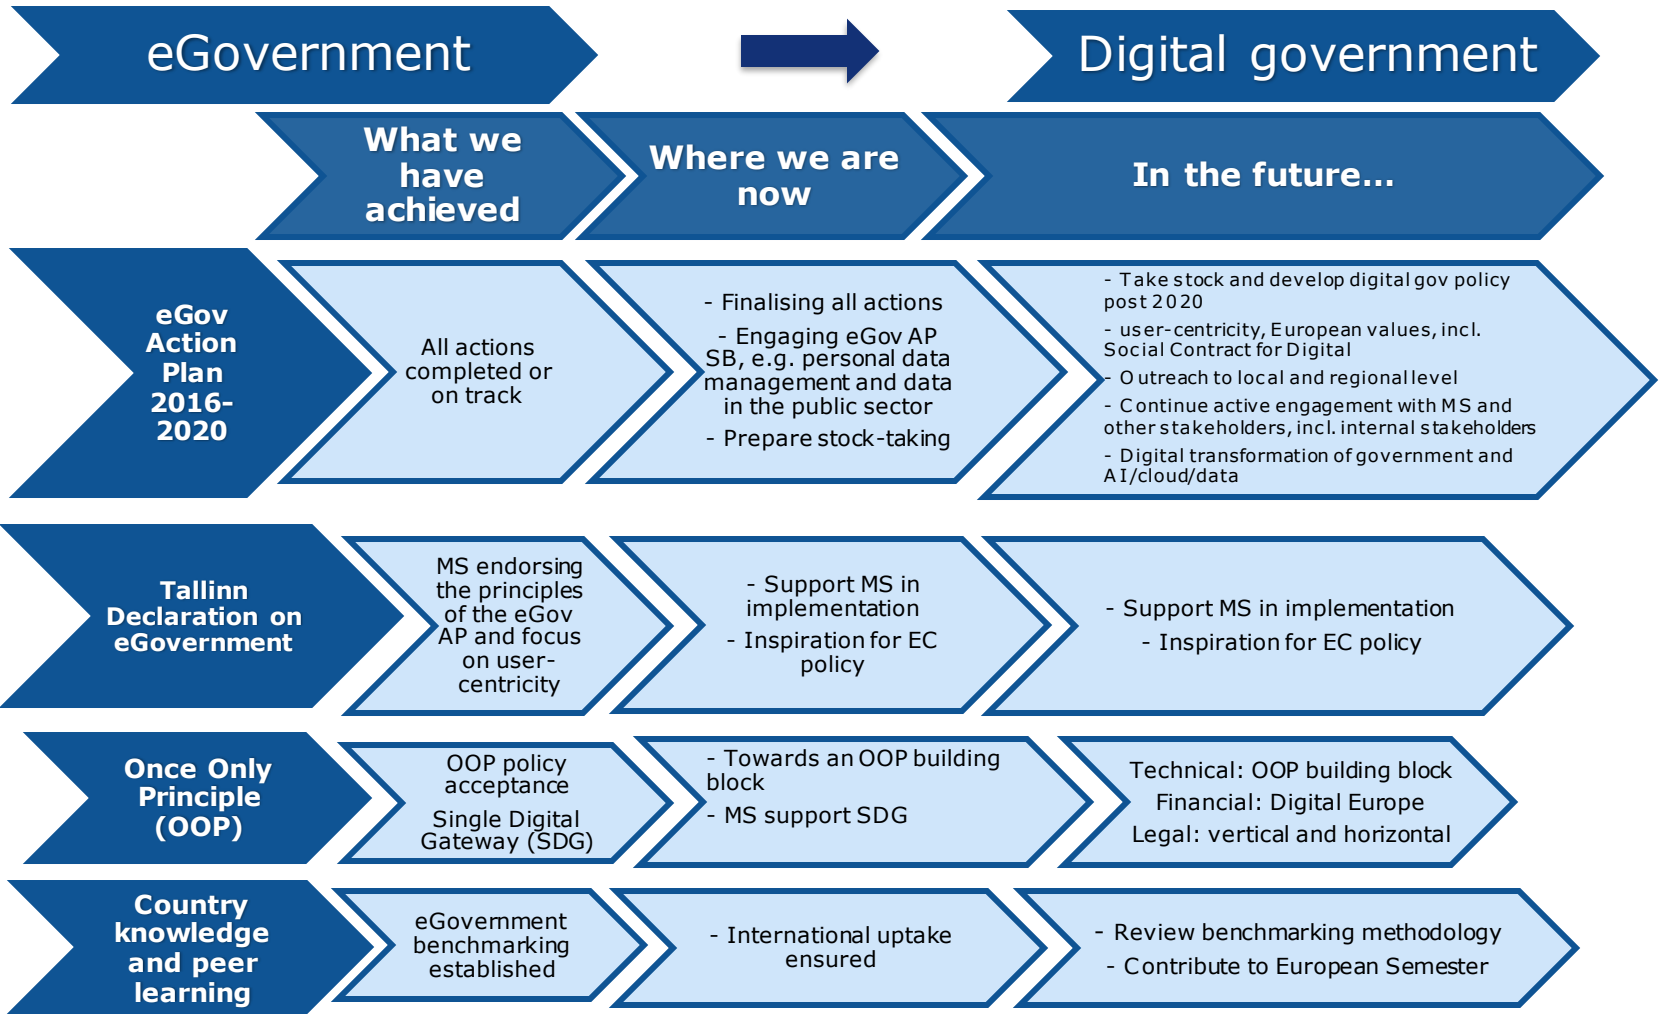 eGovernment
Digital government
What we
have
achieved
Where we are
now
In the future...
eGov
Action
Plan
2016-
2020
All actions
completed or
on track
- Finalising all actions
- Engaging eGov AP
SB, e.g. personal data
management and data
in the public sector
- Prepare stock-taking
- Take stock and develop digital gov policy
post 2020
- user-centricity, European values, incl.
Social Contract for Digital
- Outreach to local and regional level
- Continue active engagement with MS and
other stakeholders, incl. internal stakeholders
- Digital transformation of government and
AI/cloud/data
Tallinn
Declaration on
eGovernment
MS endorsing
the principles
of the eGov
AP and focus
on user-
centricity
- Support MS in
implementation
- Inspiration for EC
policy
- Support MS in implementation
- Inspiration for EC policy
Once Only
Principle
(OOP)
OOP policy
acceptance
Single Digital
Gateway (SDG)
- Towards an OOP building
block
- MS support SDG
Technical: OOP building block
Financial: Digital Europe
Legal: vertical and horizontal
Country
knowledge
and peer
learning
eGovernment
benchmarking
established
- International uptake
ensured
- Review benchmarking methodology
- Contribute to European Semester